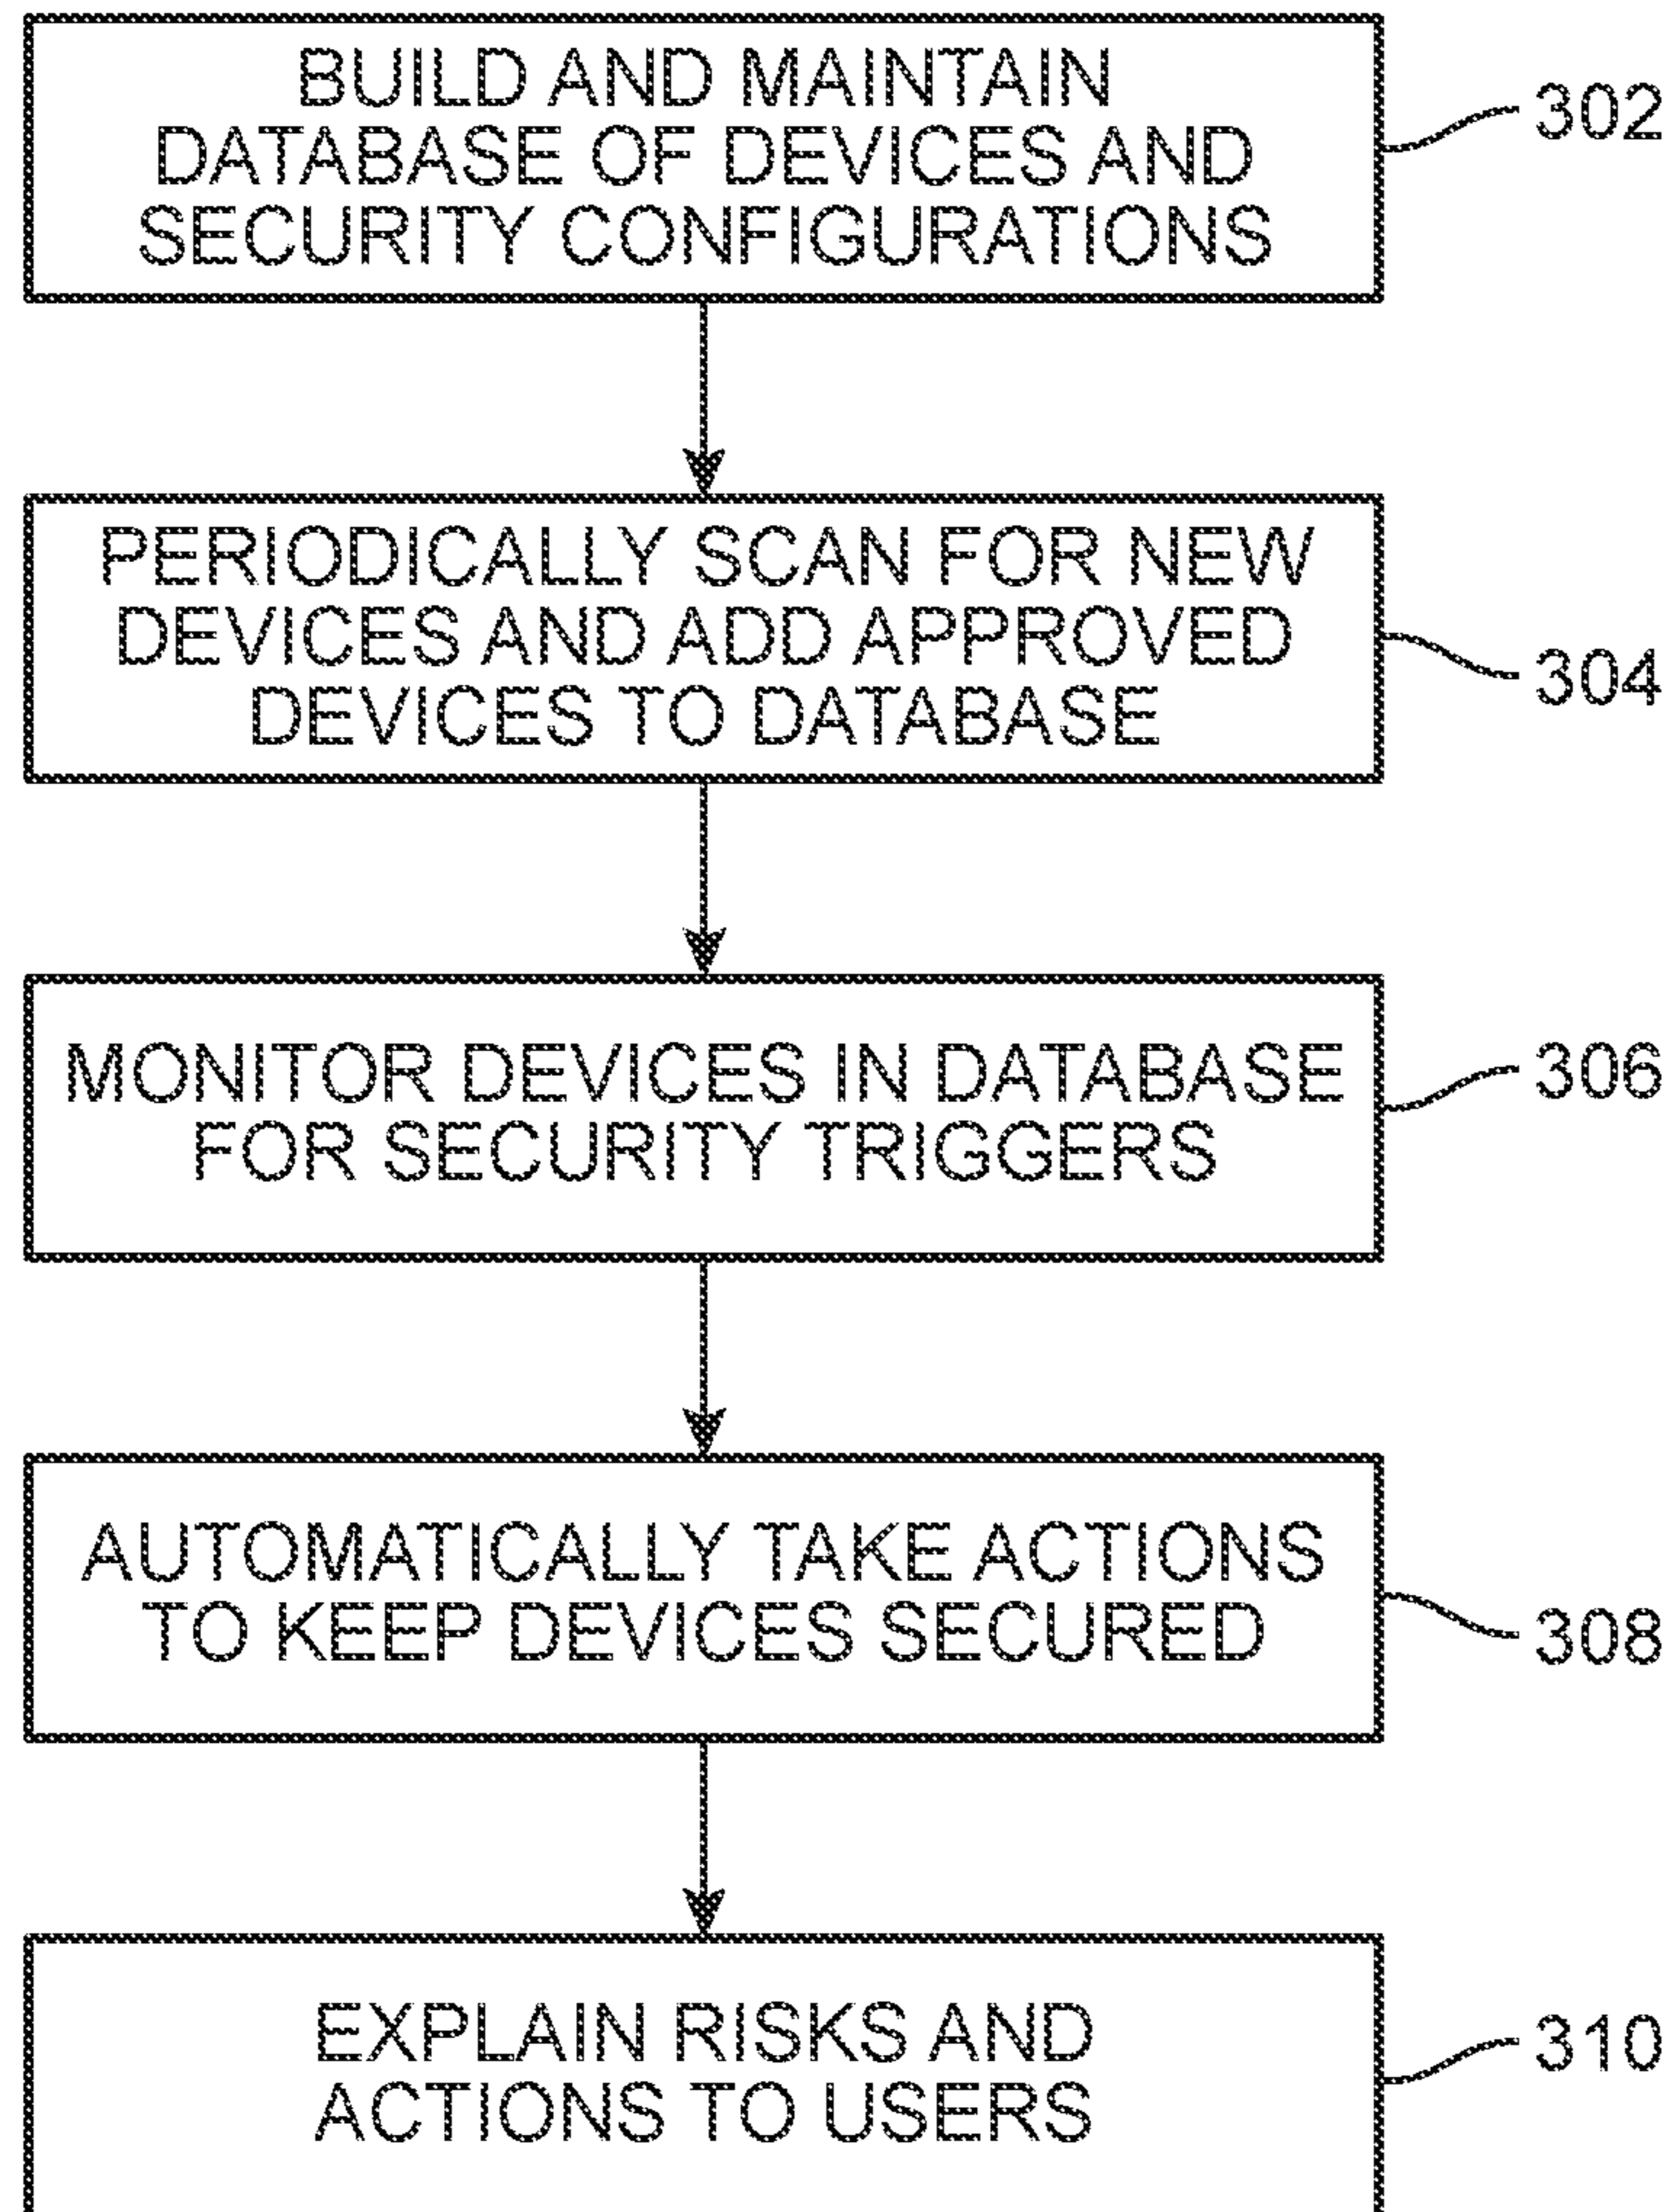 BUILD AND MAINTAIN
DATABASE OF DEVICES AND
SECURITY CONFIGURATIONS
302
PERIODICALLY SCAN FOR NEW
DEVICES AND ADD APPROVED
DEVICES TO DATABASE
304
MONITOR DEVICES IN DATABASE
FOR SECURITY TRIGGERS
306
AUTOMATICALLY TAKE ACTIONS
TO KEEP DEVICES SECURED
308
EXPLAIN RISKS AND
ACTIONS TO USERS
310